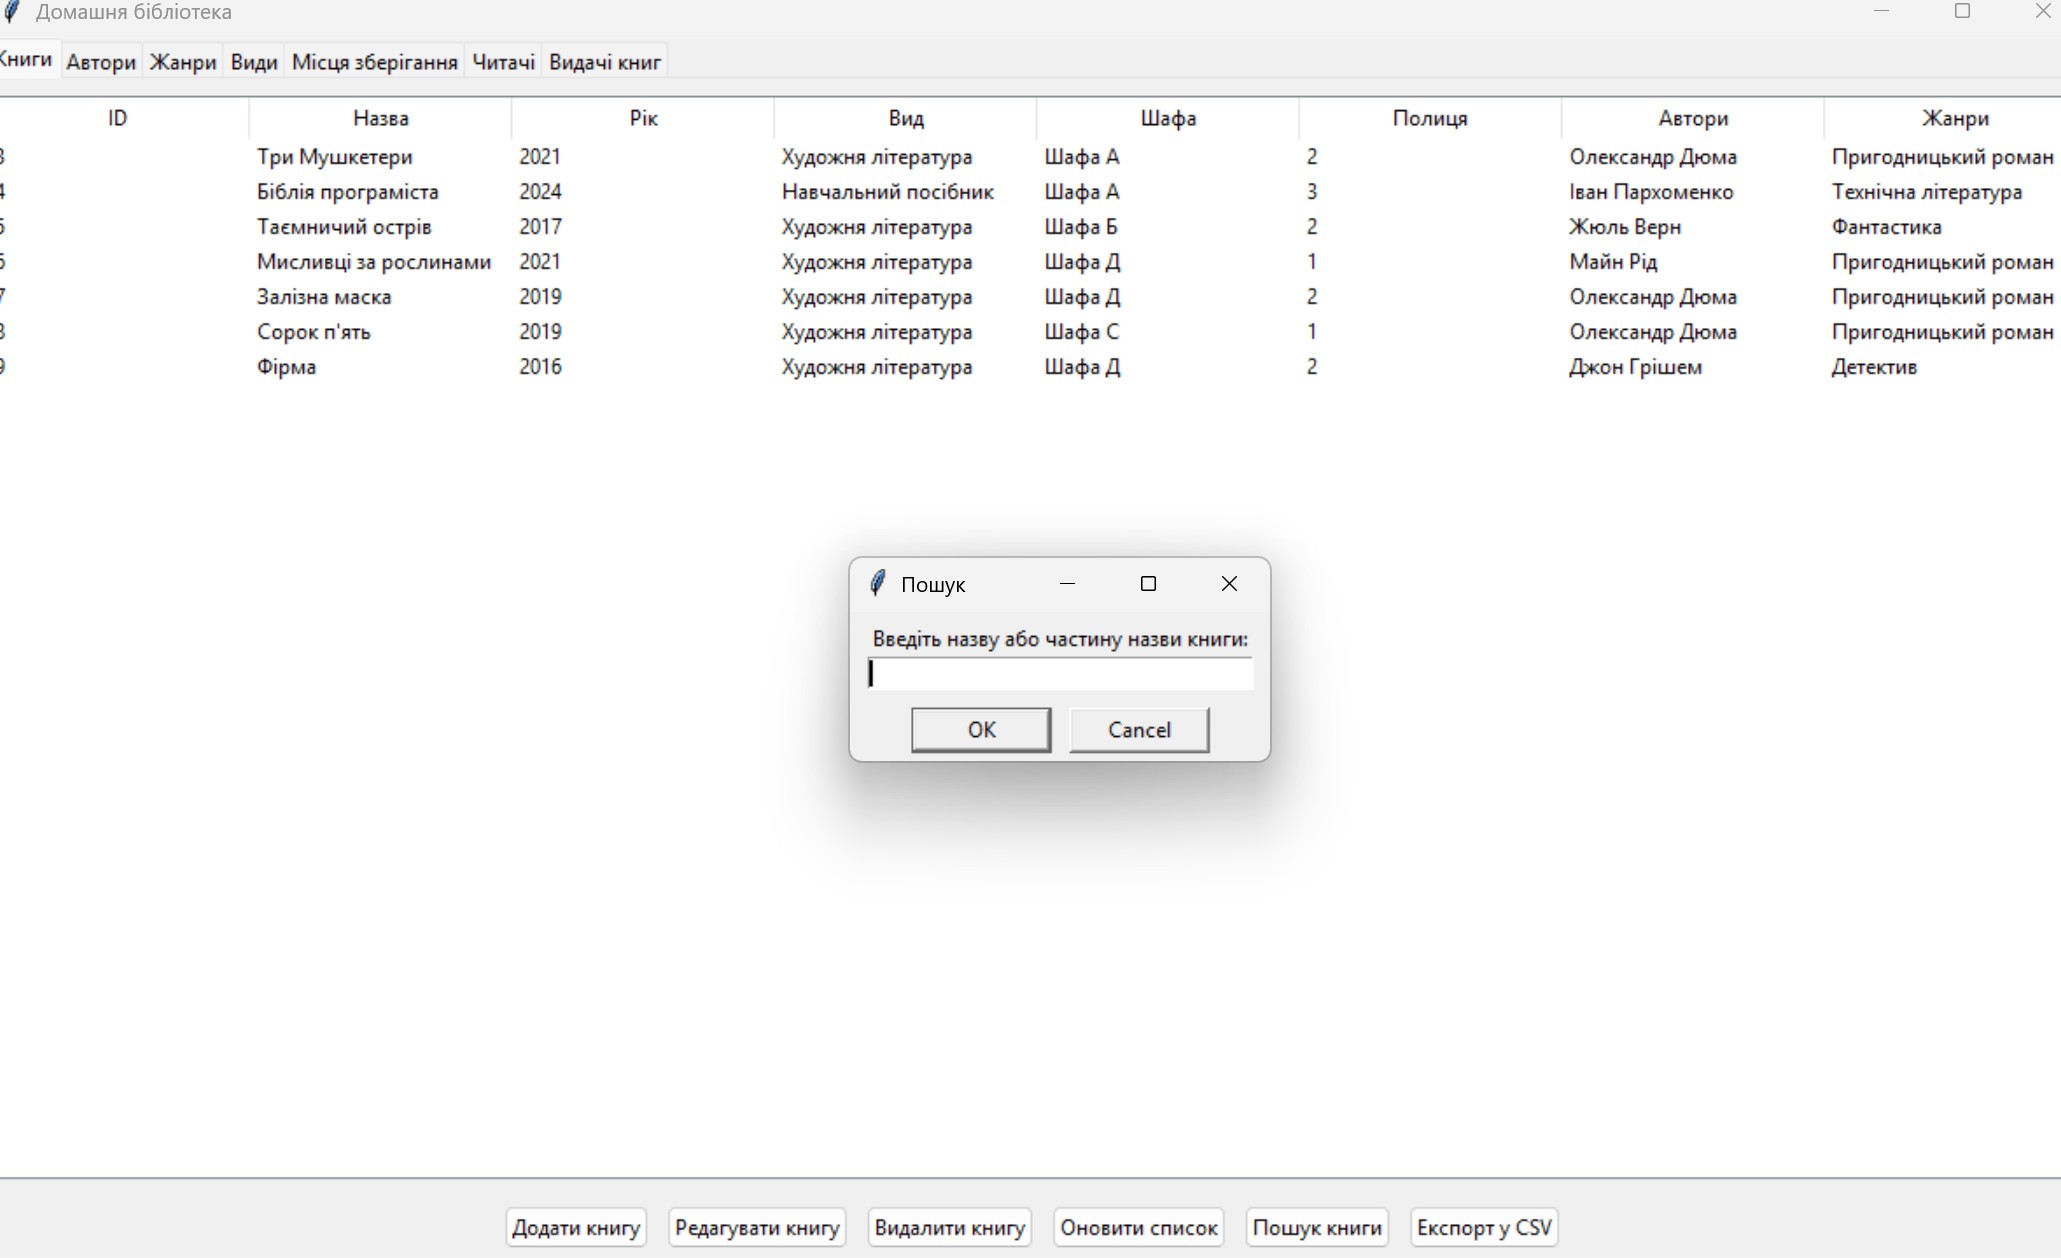 Домашня бібліотека
Книги Автори Жанри Види Місця зберігання Читачі Видачі книг
ID Назва Рік Вид Шафа Полиця Автори Жанри
Три Мушкетери 2021 Художня література Шафа А 2 Олександр Дюма Пригодницький роман
Біблія програміста 2024 Навчальний посібник Шафа А 3 Іван Пархоменко Технічна література
Таємничий острів 2017 Художня література Шафа Б 2 Жюль Верн Фантастика
Мисливці за рослинами 2021 Художня література Шафа Д 1 Майн Рід Пригодницький роман
7 Залізна маска 2019 Художня література Шафа Д 2 Олександр Дюма Пригодницький роман
Сорок п'ять 2019 Художня література Шафа С 1 Олександр Дюма Пригодницький роман
9 Фірма 2016 Художня література Шафа Д 2 Джон Грішем Детектив
Пошук
Введіть назву або частину назви книги:
OK Cancel
Додати книгу Редагувати книгу Видалити книгу Оновити список Пошук книги Експорт у CSV